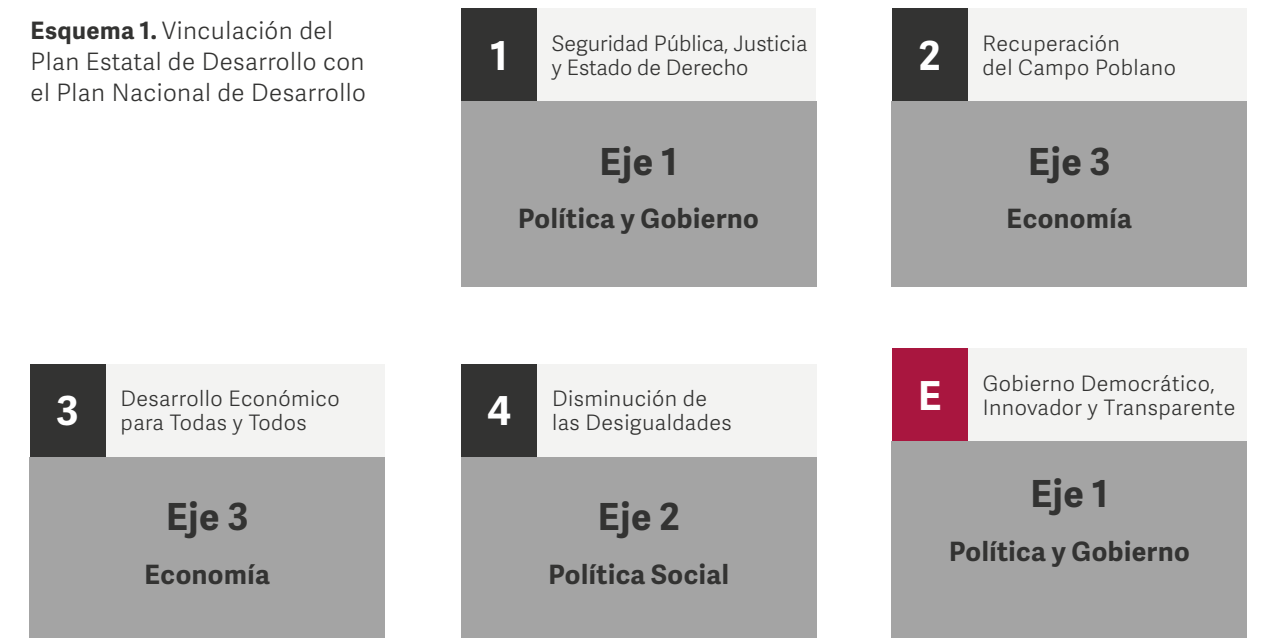 Esquema 1. Vinculación del
Plan Estatal de Desarrollo con
el Plan Nacional de Desarrollo
1
Seguridad Pública, Justicia
y Estado de Derecho
Eje 1
Política y Gobierno
2
Recuperación
del Campo Poblano
Eje 3
Economía
3
Desarrollo Económico
para Todas y Todos
Eje 3
Economía
4
Disminución de
las Desigualdades
Eje 2
Política Social
E
Gobierno Democrático,
Innovador y Transparente
Eje 1
Política y Gobierno